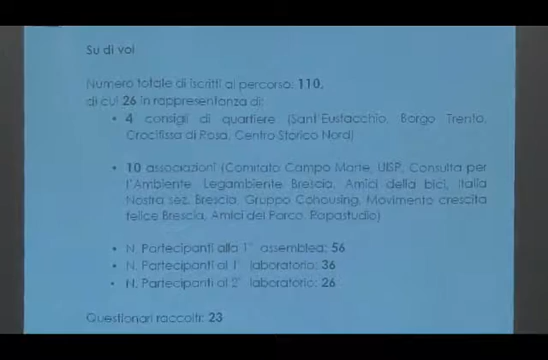 Su di voi
Numero totale di iscritti al percorso: 110,
di cui 26 in rappresentanza di:
• 4 consigli di quartiere (Sant'Eustacchio, Borgo Trento,
Crocifissa di Rosa, Centro Storico Nord)
• 10 associazioni (Comitato Campo Marte, UISP, Consulta per
l'Ambiente, Legambiente Brescia, Amici della bici, Italia
Nostra sez. Brescia, Gruppo Cohousing, Movimento crescita
felice Brescia, Amici del Parco, Rapastudio)
• N. Partecipanti alla 1° assemblea: 56
• N. Partecipanti al 1° laboratorio: 36
• N. Partecipanti al 2° laboratorio: 26
Questionari raccolti: 23